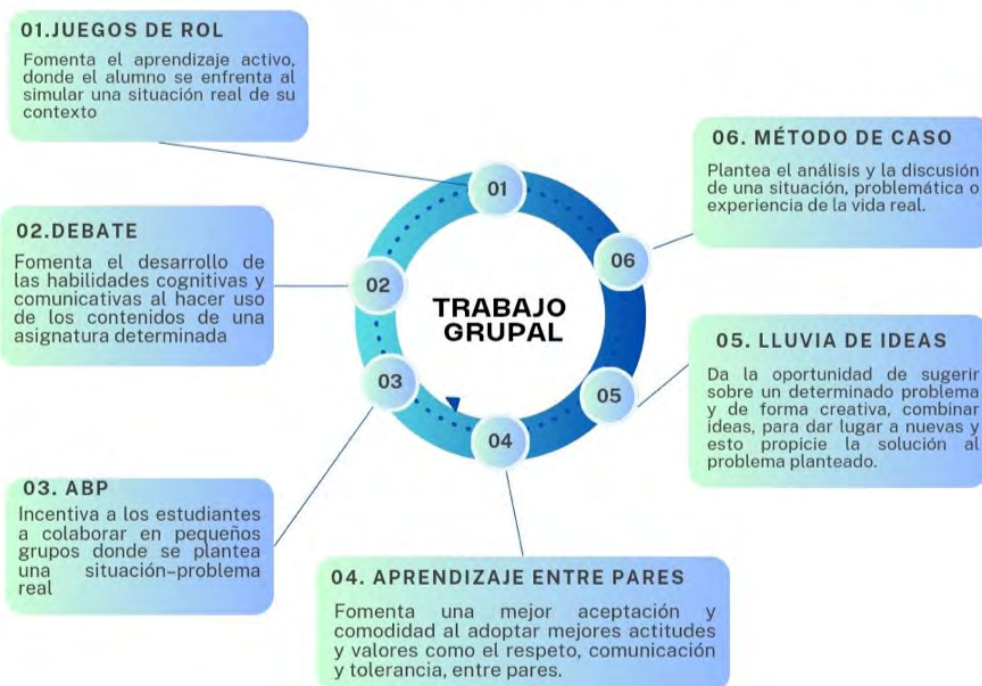 01.JUEGOS DE ROL
Fomenta el aprendizaje activo,
donde el alumno se enfrenta al
simular una situación real de su
contexto
02.DEBATE
Fomenta el desarrollo de
las habilidades cognitivas y
comunicativas al hacer uso
de los contenidos de una
asignatura determinada
03. ABP
Incentiva a los estudiantes
a colaborar en pequeños
grupos donde se plantea
una situación–problema
real
04. APRENDIZAJE ENTRE PARES
Fomenta una mejor aceptación y
comodidad al adoptar mejores actitudes
y valores como el respeto, comunicación
y tolerancia, entre pares.
05. LLUVIA DE IDEAS
Da la oportunidad de sugerir
sobre un determinado problema
y de forma creativa, combinar
ideas, para dar lugar a nuevas y
esto propicie la solución al
problema planteado.
06. MÉTODO DE CASO
Plantea el análisis y la discusión
de una situación, problemática o
experiencia de la vida real.
TRABAJO
GRUPAL
01
02
03
04
05
06